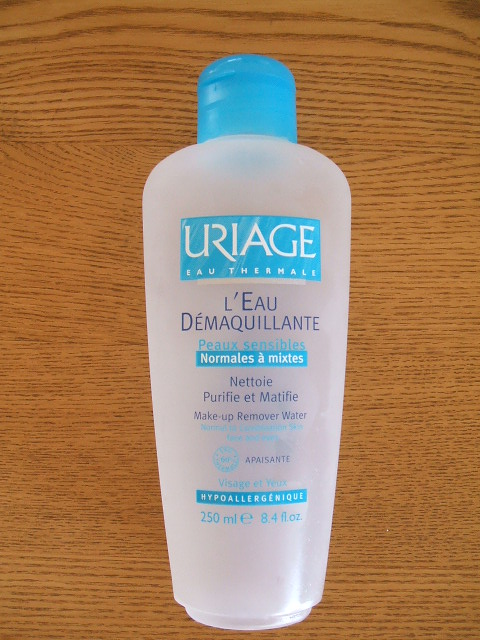 URIAGE
EAU THERMALE
L'EAU
DÉMAQUILLANTE
Peaux sensibles
Normales à mixtes
Nettoie
Purifie et Matifie
Make-up Remover Water
APAISANTE
Visage et Yeux
HYPOALLERGÉNIQUE
250 ml ℮ 8.4 fl.oz.